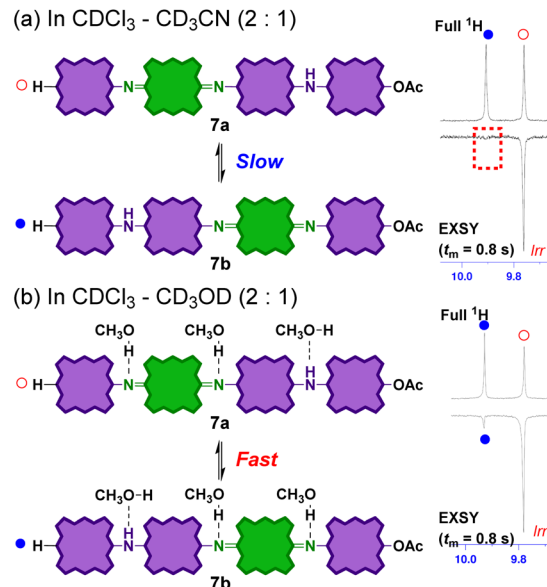 (a) In CDCl₃ - CD₃CN (2 : 1)
Full ¹H
H N N H N OAc
7a
Slow
H H N N N OAc
7b
EXSY
(tm = 0.8 s) Irr
10.0 9.8
(b) In CDCl₃ - CD₃OD (2 : 1)
Full ¹H
CH₃O CH₃O CH₃O-H
H H
H N N H N OAc
7a
Fast
CH₃O-H CH₃O CH₃O
H H
H H N N N OAc
7b
EXSY
(tm = 0.8 s) Irr
10.0 9.8